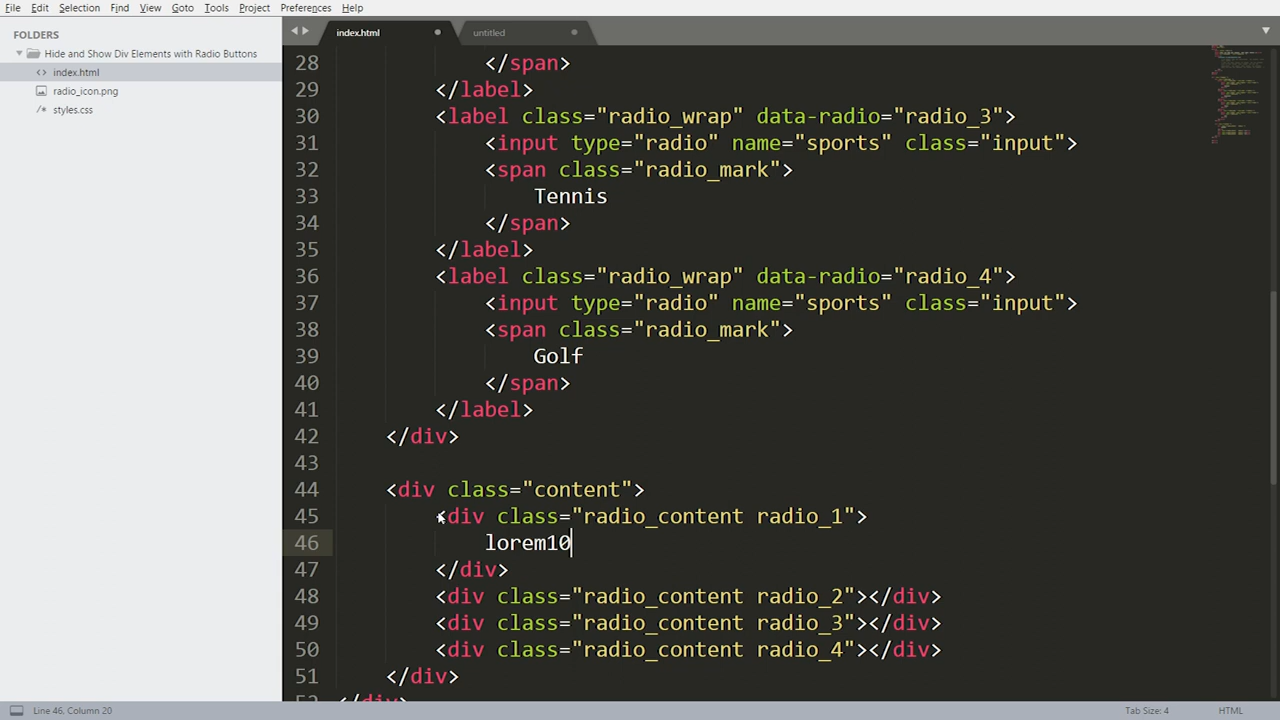 File Edit Selection Find View Goto Tools Project Preferences Help
FOLDERS
Hide and Show Div Elements with Radio Buttons
<> index.html
radio_icon.png
/* styles.css
index.html
untitled
28 </span>
29 </label>
30 <label class="radio_wrap" data-radio="radio_3">
31 <input type="radio" name="sports" class="input">
32 <span class="radio_mark">
33 Tennis
34 </span>
35 </label>
36 <label class="radio_wrap" data-radio="radio_4">
37 <input type="radio" name="sports" class="input">
38 <span class="radio_mark">
39 Golf
40 </span>
41 </label>
42 </div>
43
44 <div class="content">
45 <div class="radio_content radio_1">
46 lorem10
47 </div>
48 <div class="radio_content radio_2"></div>
49 <div class="radio_content radio_3"></div>
50 <div class="radio_content radio_4"></div>
51 </div>
52 </div>
Line 46, Column 20
Tab Size: 4
HTML